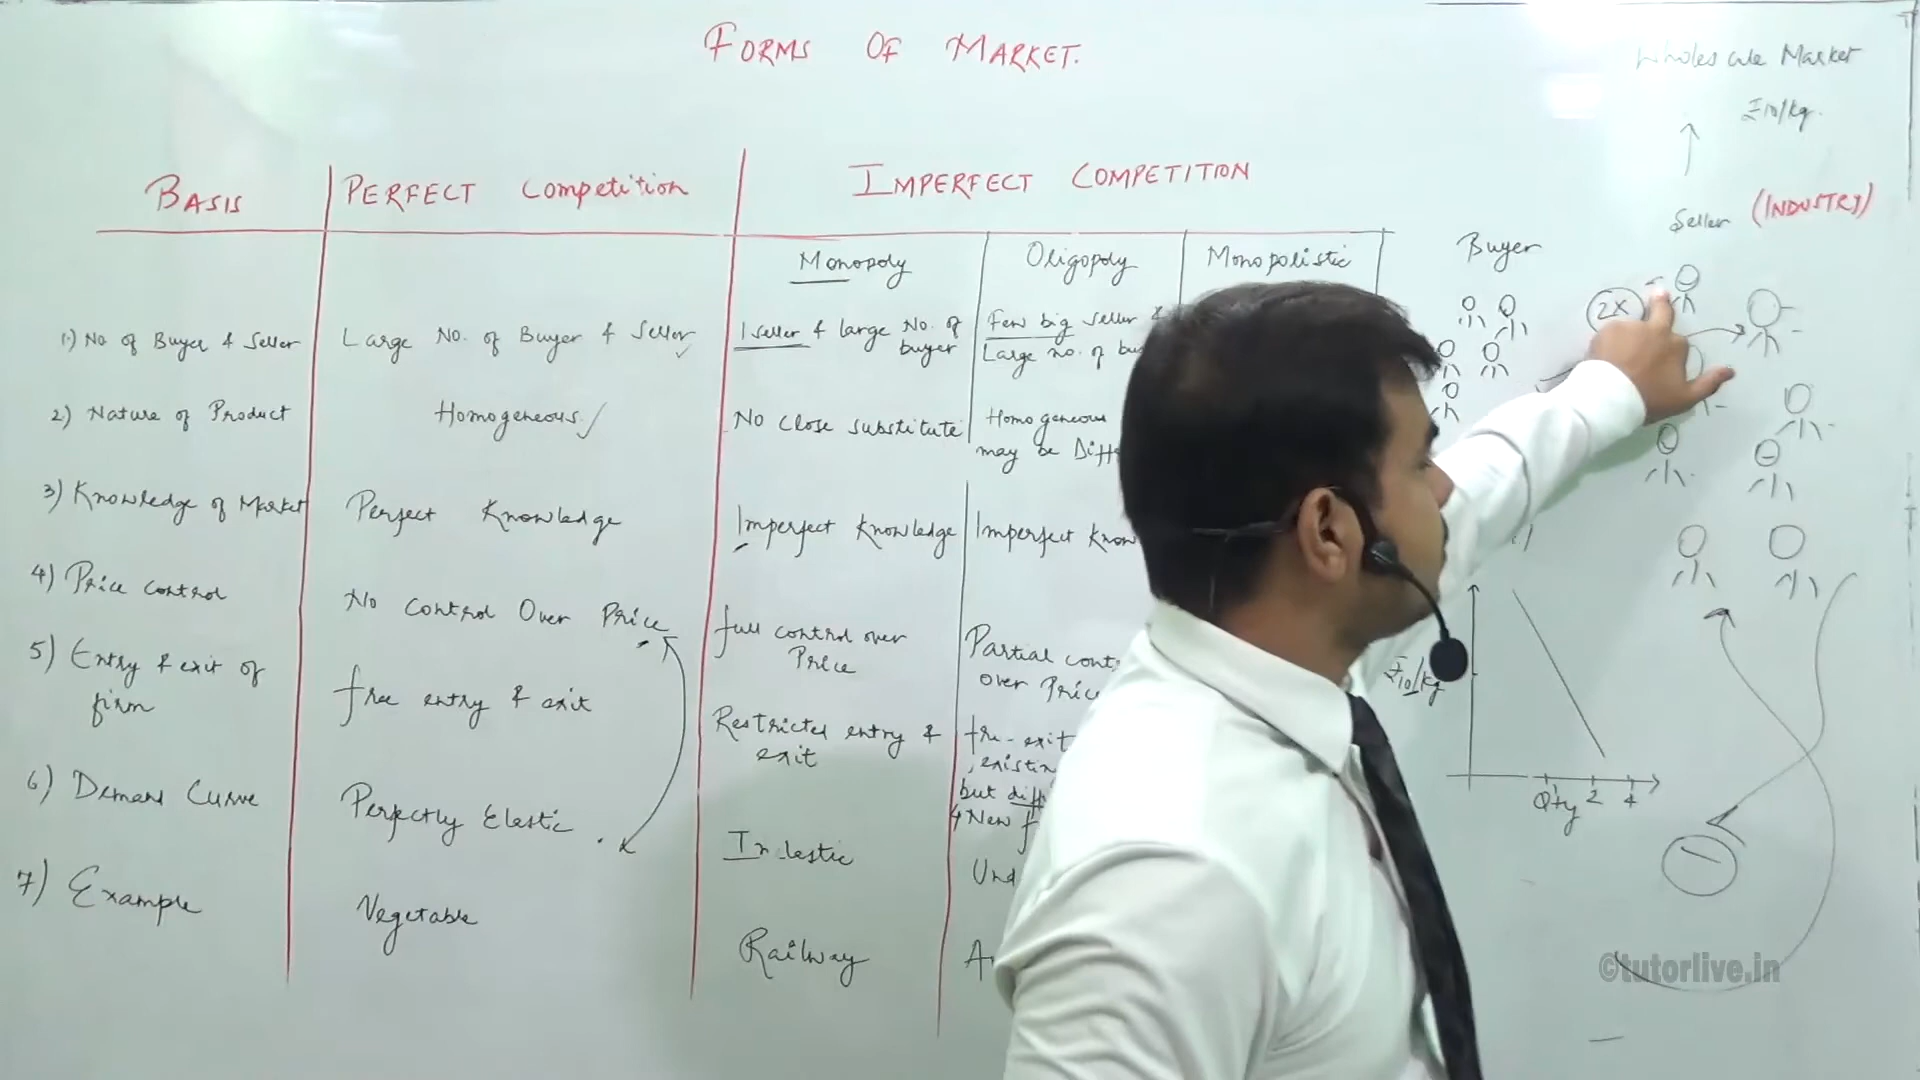 FORMS OF MARKET.
Wholesale Market
₹10/kg.
Seller (INDUSTRY)
Buyer
2X
BASIS
PERFECT Competition
IMPERFECT COMPETITION
Monopoly
Oligopoly
Monopolistic
1.) No of Buyer & Seller
Large No. of Buyer & Seller
1 Seller & large No. of
buyer
Few big seller &
Large no. of
2) Nature of Product
Homogeneous
No Close substitute
Homogeneous
may be
3) Knowledge of Market
Perfect Knowledge
Imperfect Knowledge
Imperfect
4) Price control
No control Over Price
full control over
Price
Partial
over
5) Entry & exit of
firm
free entry & exit
Restricted entry &
exit
but
New
6) Demand Curve
Perfectly Elastic
7) Example
Vegetable
Railway
₹10/kg
Qty 2 4
©tutorlive.in